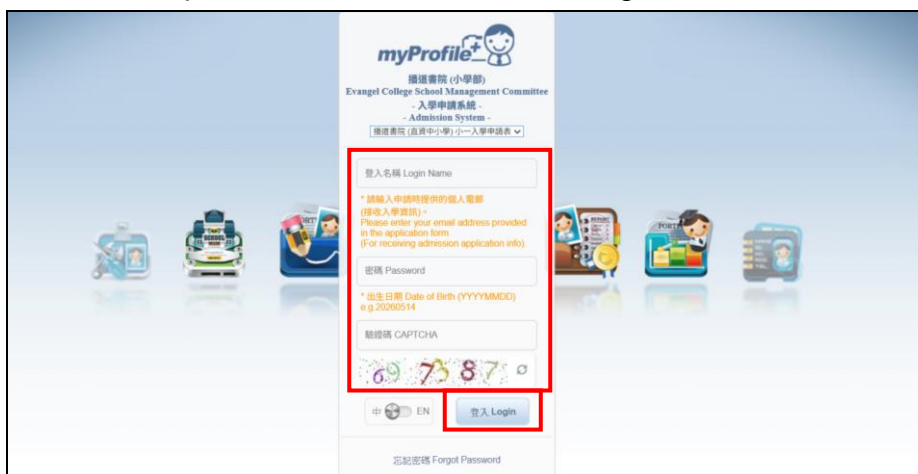 myProfile+
播道書院 (小學部)
Evangel College School Management Committee
- 入學申請系統 -
- Admission System -
播道書院 (直資中小學) 小一入學申請表
登入名稱 Login Name
* 請輸入申請時提供的個人電郵
(接收入學資訊)。
Please enter your email address provided
in the application form
(For receiving admission application info).
密碼 Password
* 出生日期 Date of Birth (YYYYMMDD)
e.g.20260514
驗證碼 CAPTCHA
69 73 8 7
中 EN
登入 Login
忘記密碼 Forgot Password